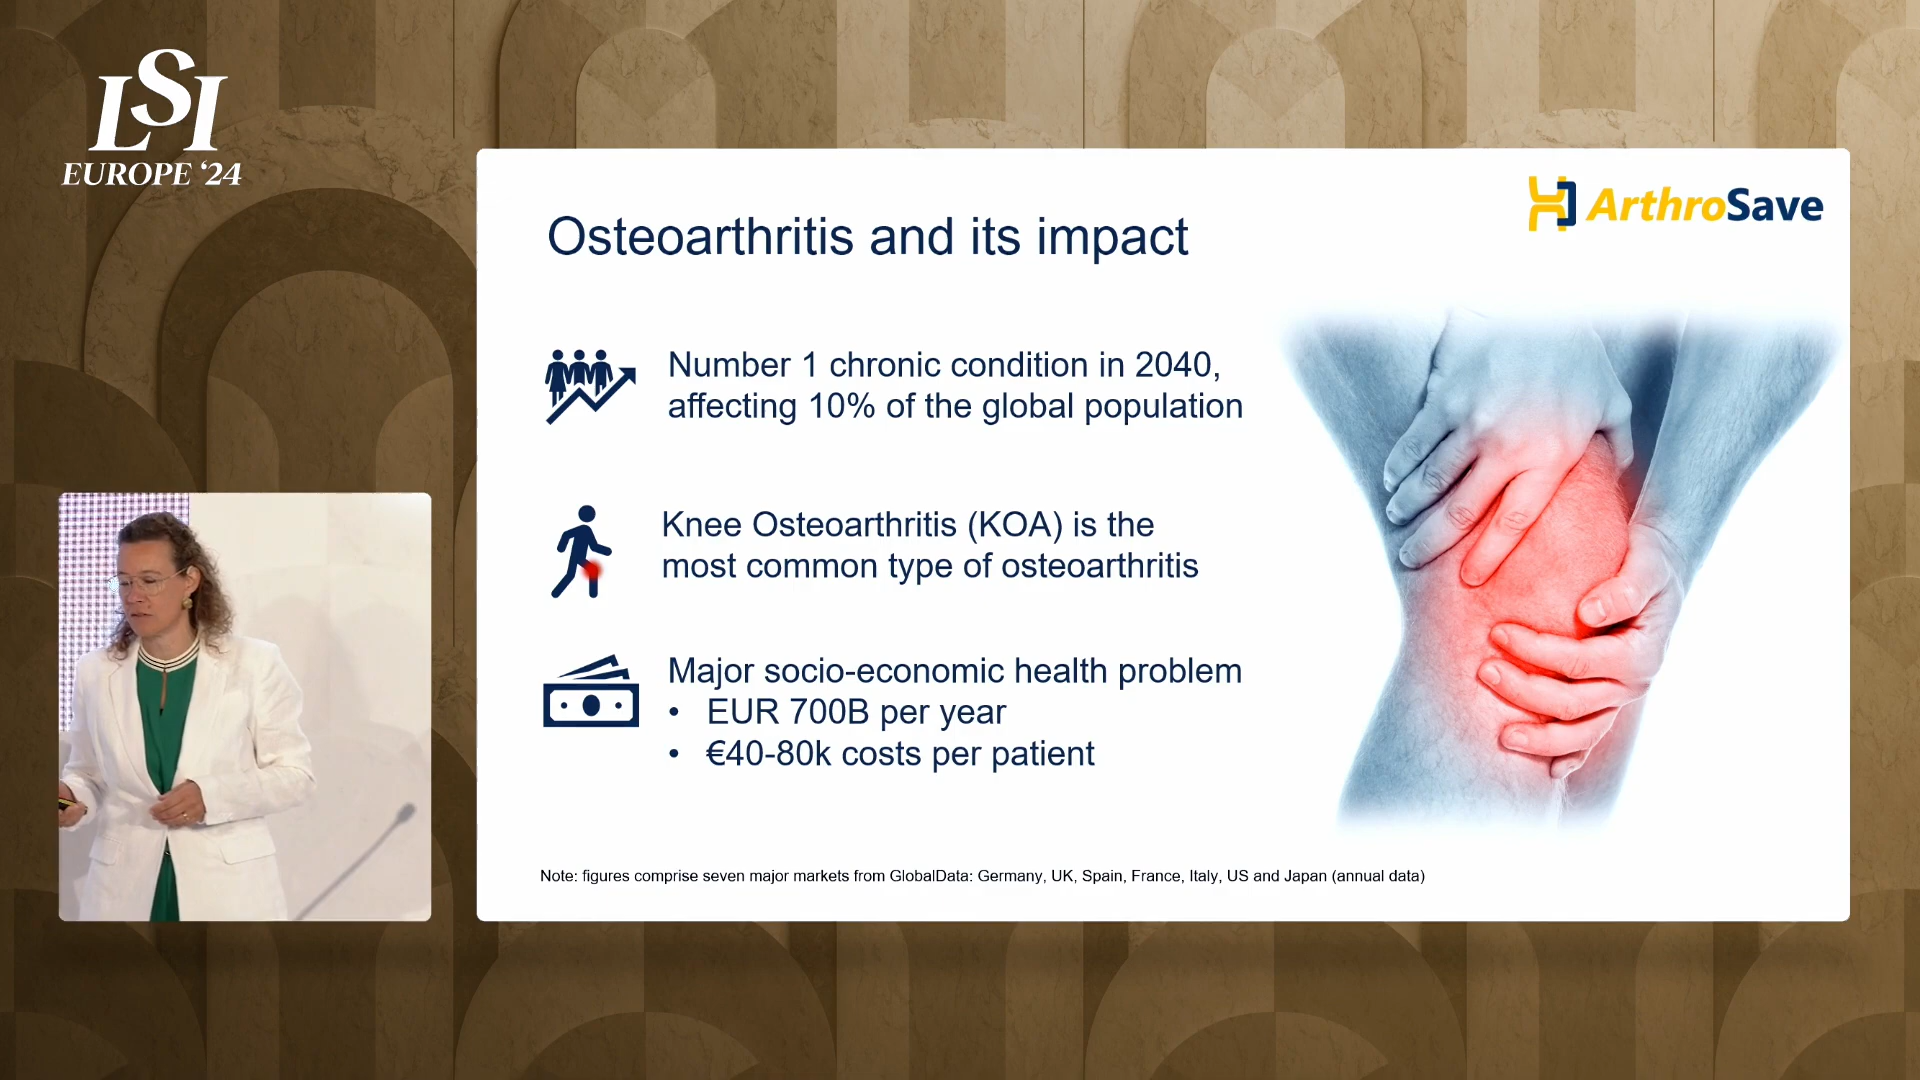 LSI
EUROPE ‘24
ArthroSave
Osteoarthritis and its impact
Number 1 chronic condition in 2040,
affecting 10% of the global population
Knee Osteoarthritis (KOA) is the
most common type of osteoarthritis
Major socio-economic health problem
• EUR 700B per year
• €40-80k costs per patient
Note: figures comprise seven major markets from GlobalData: Germany, UK, Spain, France, Italy, US and Japan (annual data)